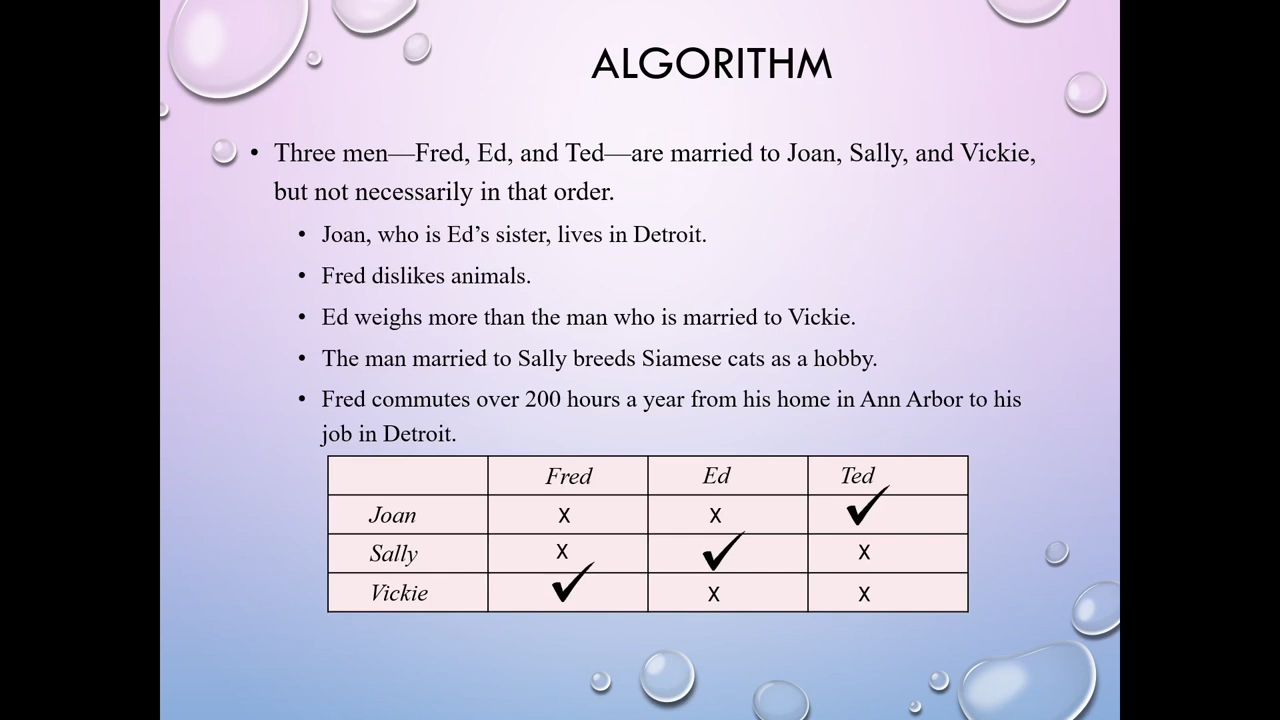 ALGORITHM
• Three men—Fred, Ed, and Ted—are married to Joan, Sally, and Vickie,
but not necessarily in that order.
• Joan, who is Ed’s sister, lives in Detroit.
• Fred dislikes animals.
• Ed weighs more than the man who is married to Vickie.
• The man married to Sally breeds Siamese cats as a hobby.
• Fred commutes over 200 hours a year from his home in Ann Arbor to his
job in Detroit.
Fred Ed Ted
Joan X X ✓
Sally X ✓ X
Vickie ✓ X X